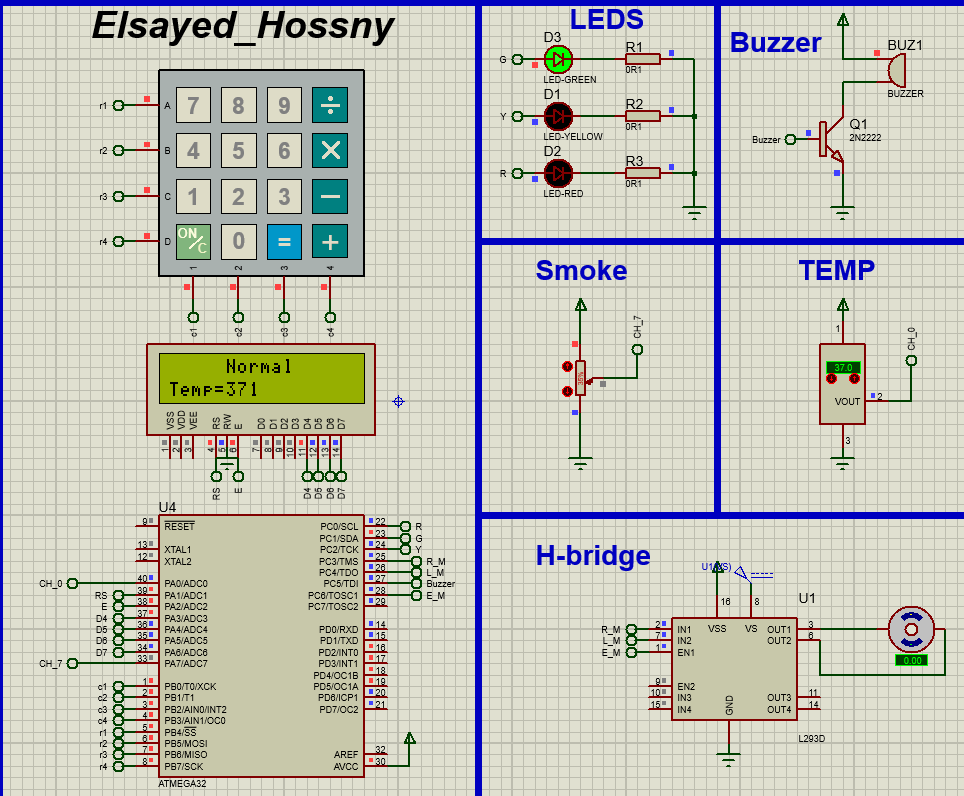 Elsayed_Hossny
r1
A
7
8
9
÷
r2
B
4
5
6
×
r3
C
1
2
3
−
r4
D
ON/C
0
=
+
1
2
3
4
c1
c2
c3
c4
Normal
Temp=371
VSS
VDD
VEE
RS
RW
E
D0
D1
D2
D3
D4
D5
D6
D7
1
2
3
4
5
6
7
8
9
10
11
12
13
14
RS
E
D4
D5
D6
D7
U4
9
RESET
13
XTAL1
12
XTAL2
CH_0
40
PA0/ADC0
RS
39
PA1/ADC1
E
38
PA2/ADC2
D4
37
PA3/ADC3
D5
36
PA4/ADC4
D6
35
PA5/ADC5
D7
34
PA6/ADC6
CH_7
33
PA7/ADC7
c1
1
PB0/T0/XCK
c2
2
PB1/T1
c3
3
PB2/AIN0/INT2
c4
4
PB3/AIN1/OC0
r1
5
PB4/SS
r2
6
PB5/MOSI
r3
7
PB6/MISO
r4
8
PB7/SCK
PC0/SCL
22
R
PC1/SDA
23
G
PC2/TCK
24
Y
PC3/TMS
25
R_M
PC4/TDO
26
L_M
PC5/TDI
27
Buzzer
PC6/TOSC1
28
E_M
PC7/TOSC2
29
PD0/RXD
14
PD1/TXD
15
PD2/INT0
16
PD3/INT1
17
PD4/OC1B
18
PD5/OC1A
19
PD6/ICP1
20
PD7/OC2
21
AREF
32
AVCC
30
ATMEGA32
LEDS
G
D3
LED-GREEN
R1
0R1
Y
D1
LED-YELLOW
R2
0R1
R
D2
LED-RED
R3
0R1
Buzzer
BUZ1
BUZZER
Buzzer
Q1
2N2222
Smoke
CH_7
TEMP
1
CH_0
37.0
VOUT
2
3
H-bridge
U1(VS)
16
8
U1
VSS
VS
R_M
2
IN1
L_M
7
IN2
E_M
1
EN1
9
EN2
10
IN3
15
IN4
OUT1
3
OUT2
6
OUT3
11
OUT4
14
GND
L293D
0.00